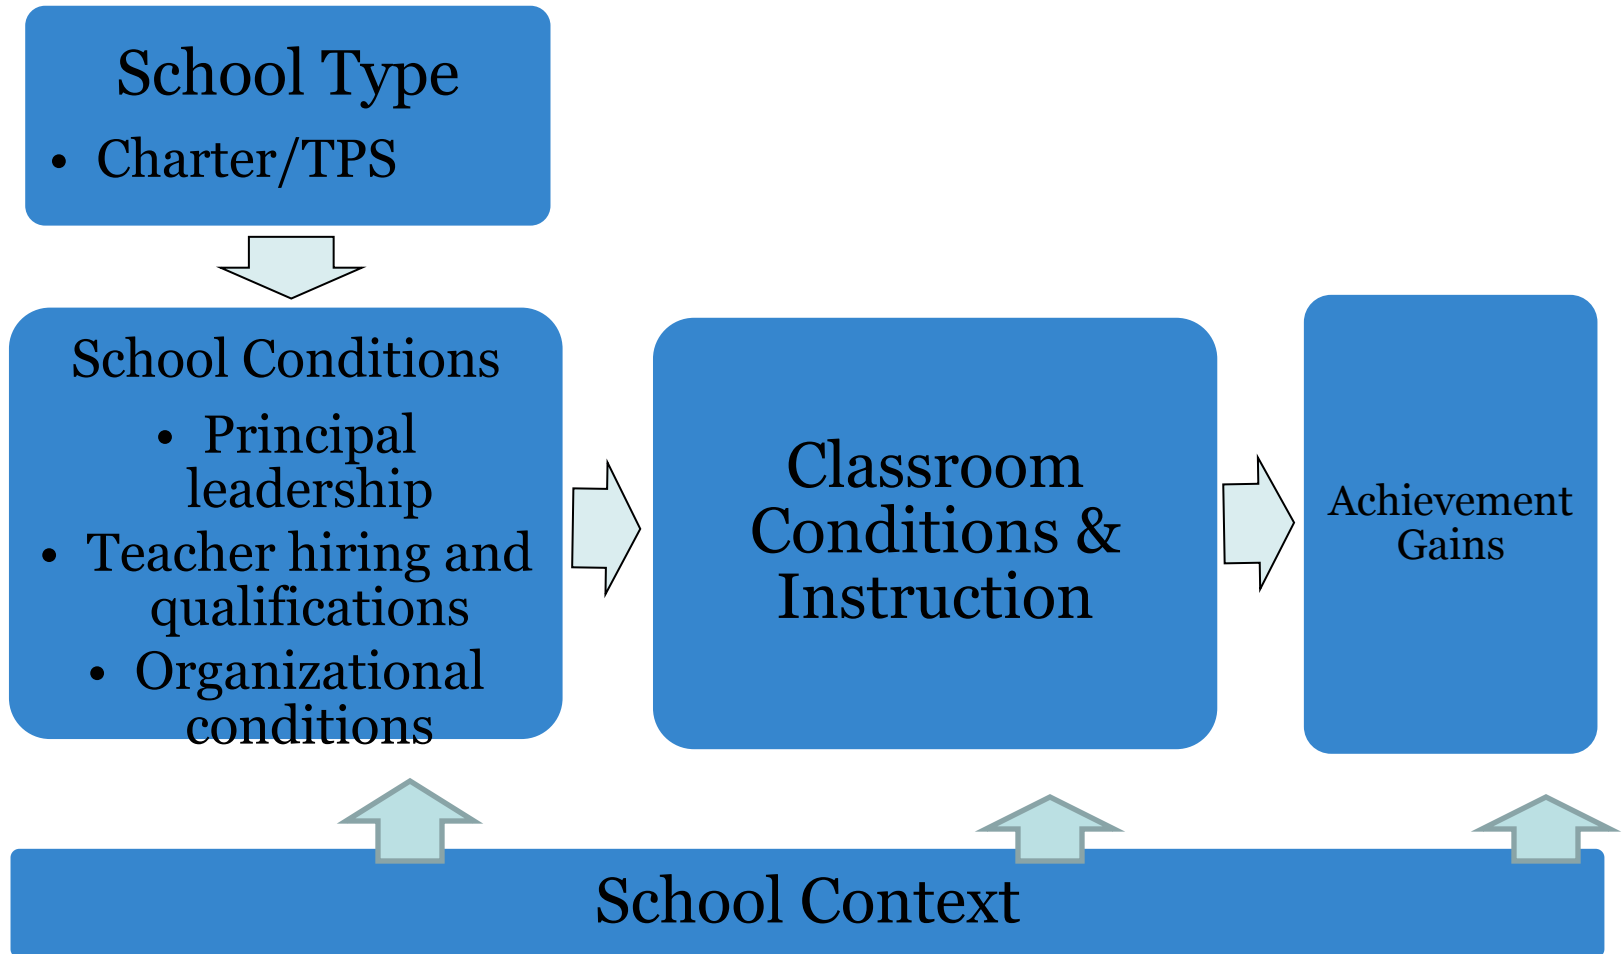 School Type
• Charter/TPS
School Conditions
• Principal
leadership
• Teacher hiring and
qualifications
• Organizational
conditions
Classroom
Conditions &
Instruction
Achievement
Gains
School Context